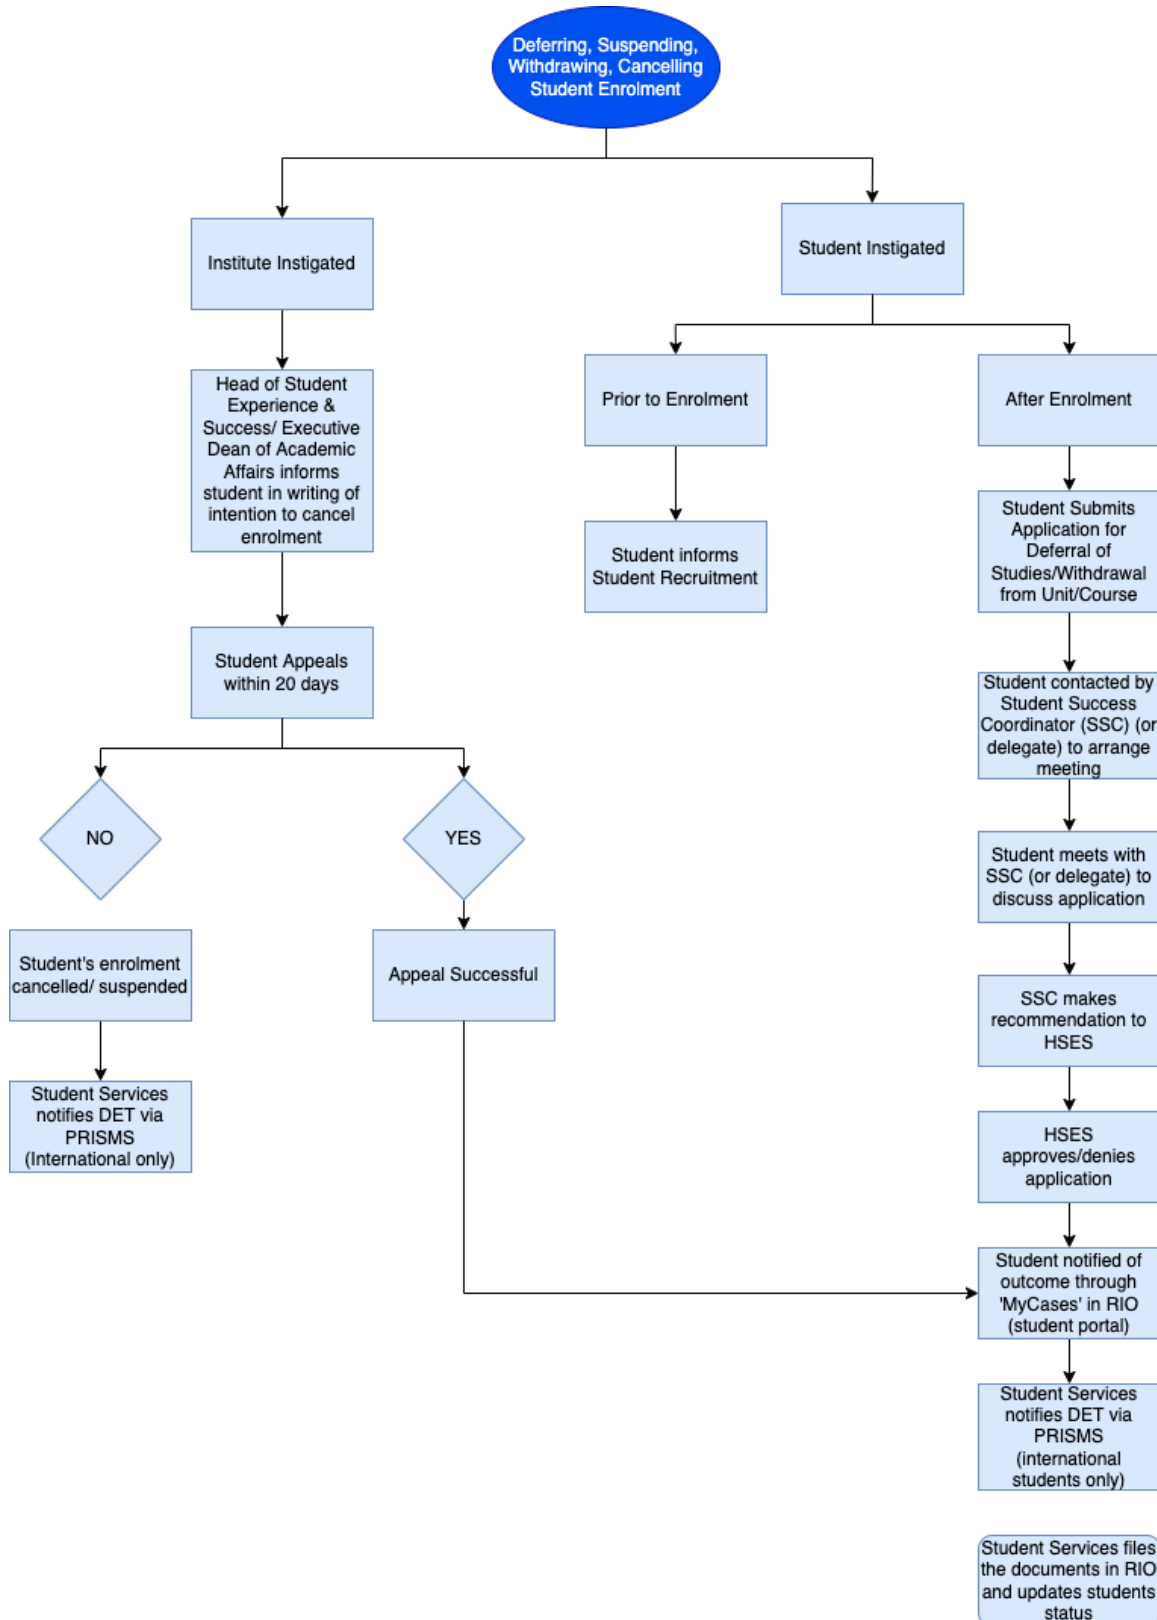 Deferring, Suspending,
Withdrawing, Cancelling
Student Enrolment
Institute Instigated
Student Instigated
Head of Student
Experience &
Success/ Executive
Dean of Academic
Affairs informs
student in writing of
intention to cancel
enrolment
Prior to Enrolment
After Enrolment
Student informs
Student Recruitment
Student Submits
Application for
Deferral of
Studies/Withdrawal
from Unit/Course
Student Appeals
within 20 days
Student contacted by
Student Success
Coordinator (SSC) (or
delegate) to arrange
meeting
NO
YES
Student meets with
SSC (or delegate) to
discuss application
Student's enrolment
cancelled/ suspended
Appeal Successful
SSC makes
recommendation to
HSES
Student Services
notifies DET via
PRISMS
(International only)
HSES
approves/denies
application
Student notified of
outcome through
'MyCases' in RIO
(student portal)
Student Services
notifies DET via
PRISMS
(international
students only)
Student Services files
the documents in RIO
and updates students
status